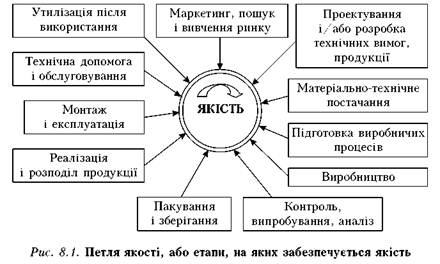 Утилізація після
використання
Маркетинг, пошук
і вивчення ринку
Проектування
і/або розробка
технічних вимог,
продукції
Технічна допомога
і обслуговування
Матеріально-технічне
постачання
Монтаж
і експлуатація
ЯКІСТЬ
Підготовка виробничих
процесів
Реалізація
і розподіл продукції
Виробництво
Пакування
і зберігання
Контроль,
випробування, аналіз
Рис. 8.1. Петля якості, або етапи, на яких забезпечується якість